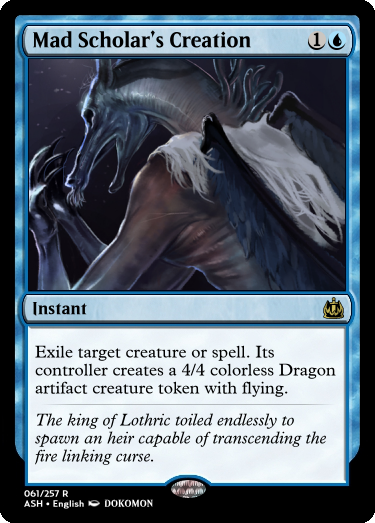 Mad Scholar's Creation 1
Instant
Exile target creature or spell. Its
controller creates a 4/4 colorless Dragon
artifact creature token with flying.
The king of Lothric toiled endlessly to
spawn an heir capable of transcending the
fire linking curse.
061/257 R
ASH • English DOKOMON